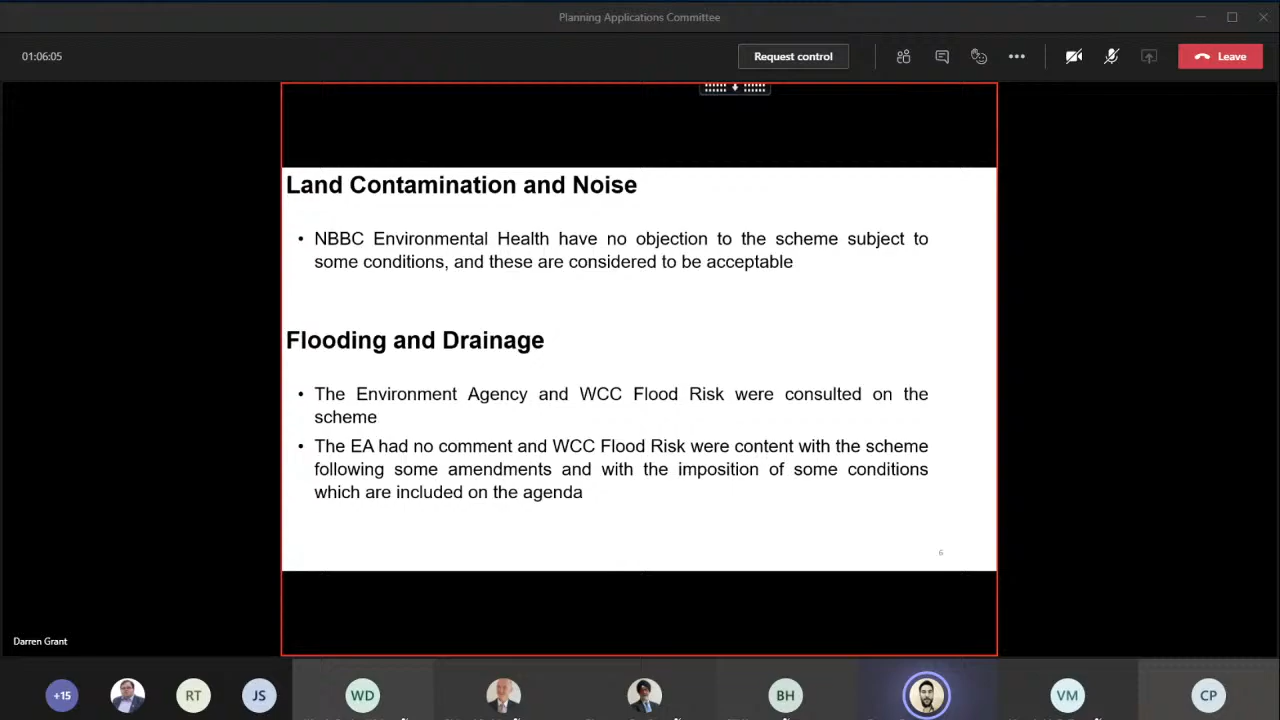 Planning Applications Committee
01:06:05
Request control
Leave
Land Contamination and Noise
• NBBC Environmental Health have no objection to the scheme subject to
some conditions, and these are considered to be acceptable
Flooding and Drainage
• The Environment Agency and WCC Flood Risk were consulted on the
scheme
• The EA had no comment and WCC Flood Risk were content with the scheme
following some amendments and with the imposition of some conditions
which are included on the agenda
6
Darren Grant
+15
RT
JS
WD
BH
VM
CP